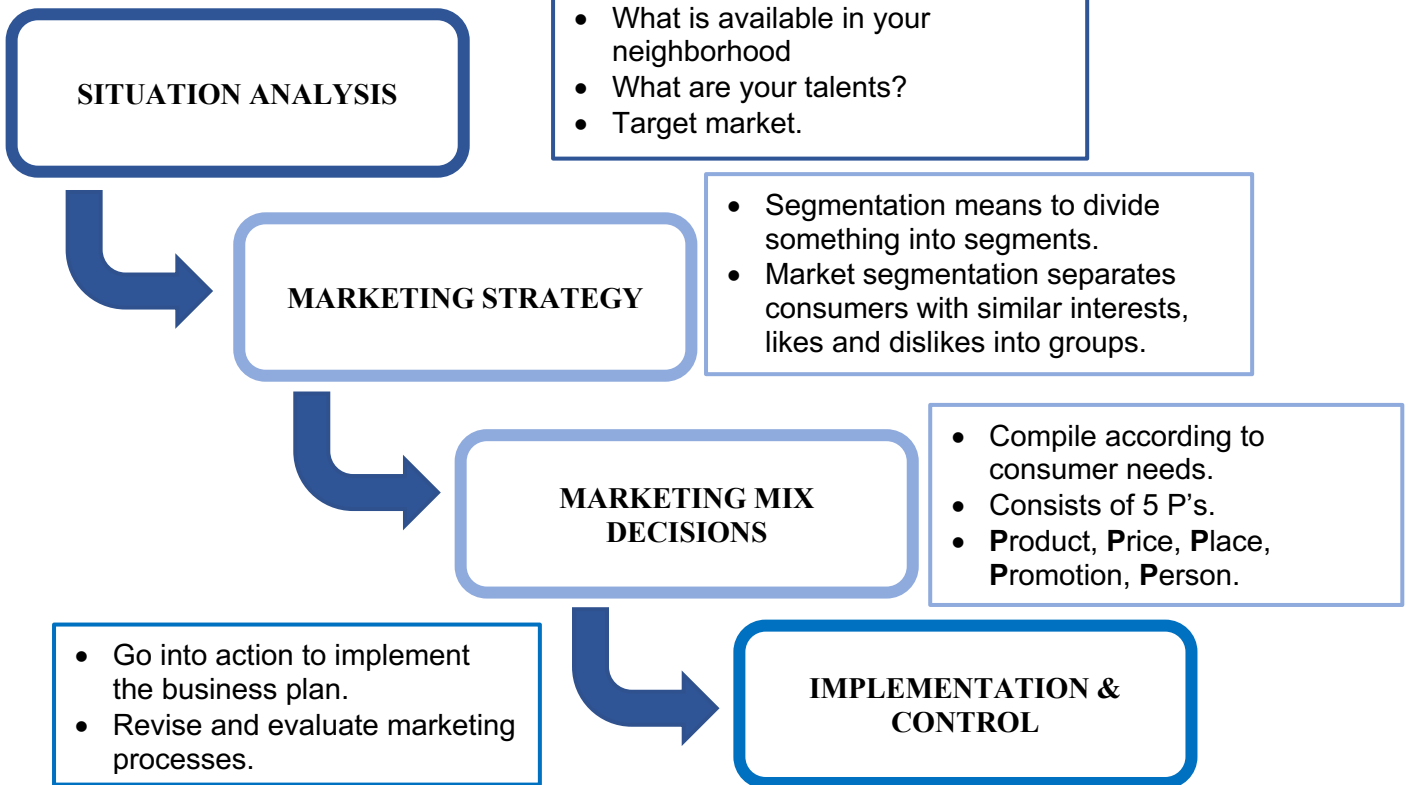 • What is available in your
neighborhood
• What are your talents?
• Target market.
SITUATION ANALYSIS
• Segmentation means to divide
something into segments.
• Market segmentation separates
consumers with similar interests,
likes and dislikes into groups.
MARKETING STRATEGY
• Compile according to
consumer needs.
• Consists of 5 P’s.
• Product, Price, Place,
Promotion, Person.
MARKETING MIX
DECISIONS
• Go into action to implement
the business plan.
• Revise and evaluate marketing
processes.
IMPLEMENTATION &
CONTROL